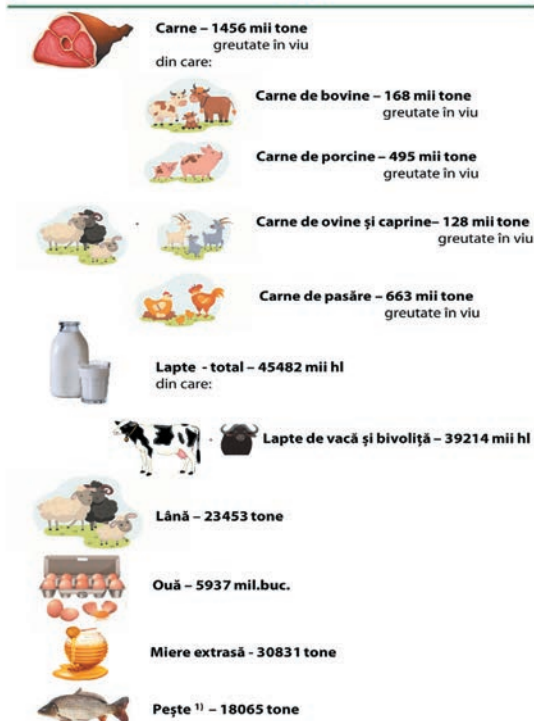 Carne – 1456 mii tone
greutate în viu
din care:
Carne de bovine – 168 mii tone
greutate în viu
Carne de porcine – 495 mii tone
greutate în viu
Carne de ovine și caprine– 128 mii tone
greutate în viu
Carne de pasăre – 663 mii tone
greutate în viu
Lapte - total – 45482 mii hl
din care:
Lapte de vacă și bivoliță – 39214 mii hl
Lână – 23453 tone
Ouă – 5937 mil.buc.
Miere extrasă - 30831 tone
Pește ¹⁾ – 18065 tone